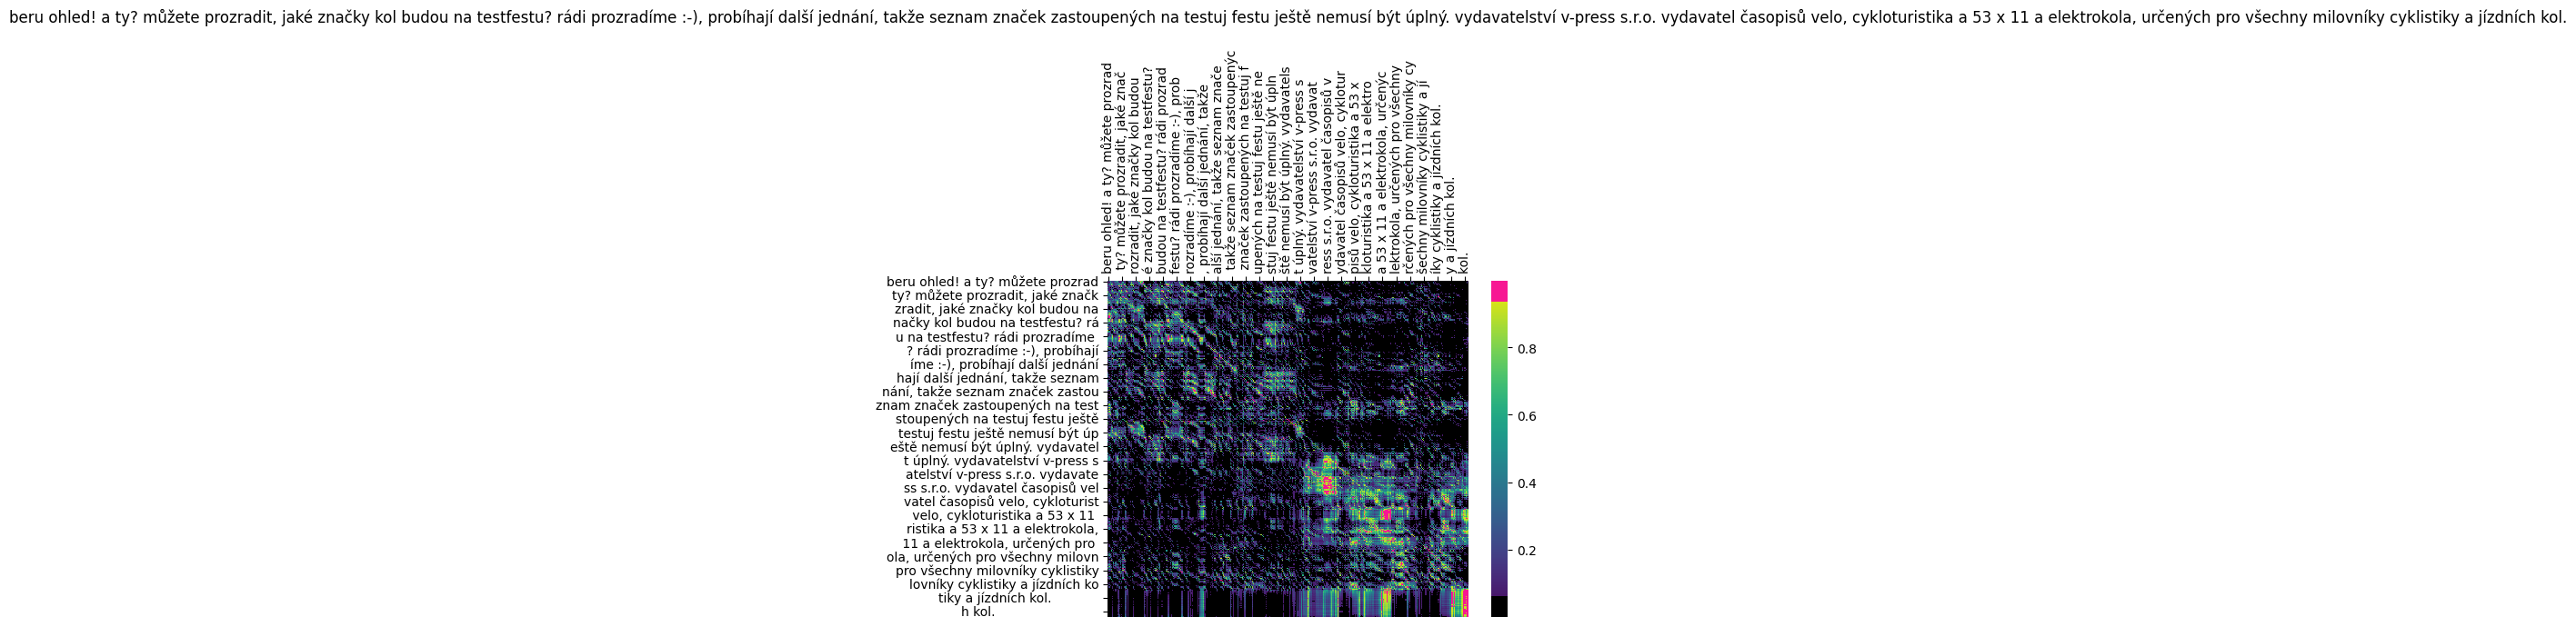 beru ohled! a ty? můžete prozradit, jaké značky kol budou na testfestu? rádi prozradíme :-), probíhají další jednání, takže seznam značek zastoupených na testuj festu ještě nemusí být úplný. vydavatelství v-press s.r.o. vydavatel časopisů velo, cykloturistika a 53 x 11 a elektrokola, určených pro všechny milovníky cyklistiky a jízdních kol.
beru ohled! a ty? můžete prozrad
ty? můžete prozradit, jaké znač
rozradit, jaké značky kol budou
é značky kol budou na testfestu?
budou na testfestu? rádi prozrad
festu? rádi prozradíme :-), prob
rozradíme :-), probíhají další j
, probíhají další jednání, takže
alší jednání, takže seznam znače
takže seznam značek zastoupenýc
značek zastoupených na testuj f
upených na testuj festu ještě ne
stuj festu ještě nemusí být úpln
ště nemusí být úplný. vydavatels
t úplný. vydavatelství v-press s
vatelství v-press s.r.o. vydavat
ress s.r.o. vydavatel časopisů v
ydavatel časopisů velo, cyklotur
pisů velo, cykloturistika a 53 x
kloturistika a 53 x 11 a elektro
a 53 x 11 a elektrokola, určenýc
lektrokola, určených pro všechny
rčených pro všechny milovníky cy
šechny milovníky cyklistiky a jí
íky cyklistiky a jízdních kol.
y a jízdních kol.
kol.
beru ohled! a ty? můžete prozrad
ty? můžete prozradit, jaké značk
zradit, jaké značky kol budou na
načky kol budou na testfestu? rá
u na testfestu? rádi prozradíme
? rádi prozradíme :-), probíhají
íme :-), probíhají další jednání
hají další jednání, takže seznam
nání, takže seznam značek zastou
znam značek zastoupených na test
stoupených na testuj festu ještě
testuj festu ještě nemusí být úp
eště nemusí být úplný. vydavatel
t úplný. vydavatelství v-press s
atelství v-press s.r.o. vydavate
ss s.r.o. vydavatel časopisů vel
vatel časopisů velo, cykloturist
velo, cykloturistika a 53 x 11
ristika a 53 x 11 a elektrokola,
11 a elektrokola, určených pro
ola, určených pro všechny milovn
pro všechny milovníky cyklistiky
lovníky cyklistiky a jízdních ko
tiky a jízdních kol.
h kol.
0.8
0.6
0.4
0.2